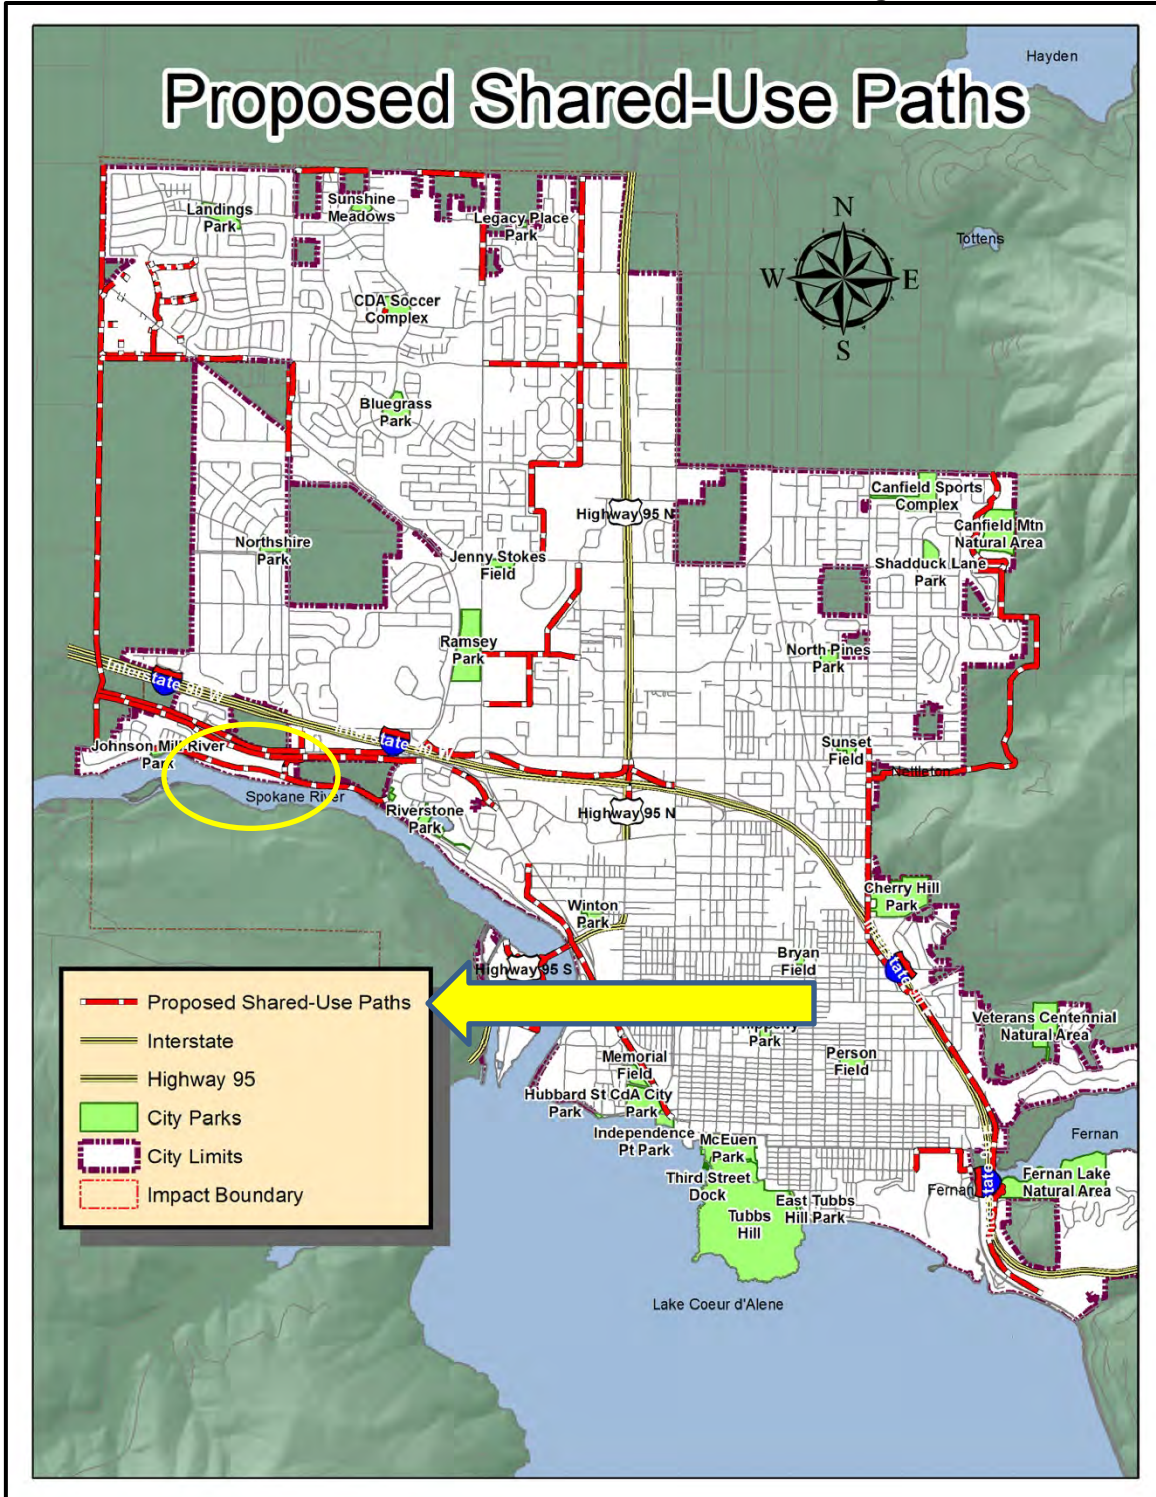 Hayden
Proposed Shared-Use Paths
Landings
Park
Sunshine
Meadows
Legacy Place
Park
N
W
E
S
Tottens
CDA Soccer
Complex
Bluegrass
Park
Highway 95 N
Canfield Sports
Complex
Canfield Mtn
Natural Area
Northshire
Park
Jenny Stokes
Field
Shadduck Lane
Park
Ramsey
Park
North Pines
Park
Interstate 90 W
Interstate 90 W
Johnson Mill River
Park
Sunset
Field
Nettleton
Spokane River
Riverstone
Park
Highway 95 N
Cherry Hill
Park
Winton
Park
Bryan
Field
Highway 95 S
Veterans Centennial
Natural Area
Park
Person
Field
Memorial
Field
Hubbard St
Park
CdA City
Park
Independence
Pt Park
McEuen
Park
Third Street
Dock
Tubbs
Hill
East Tubbs
Hill Park
Fernan
Fernan
Fernan Lake
Natural Area
Lake Coeur d'Alene
Proposed Shared-Use Paths
Interstate
Highway 95
City Parks
City Limits
Impact Boundary